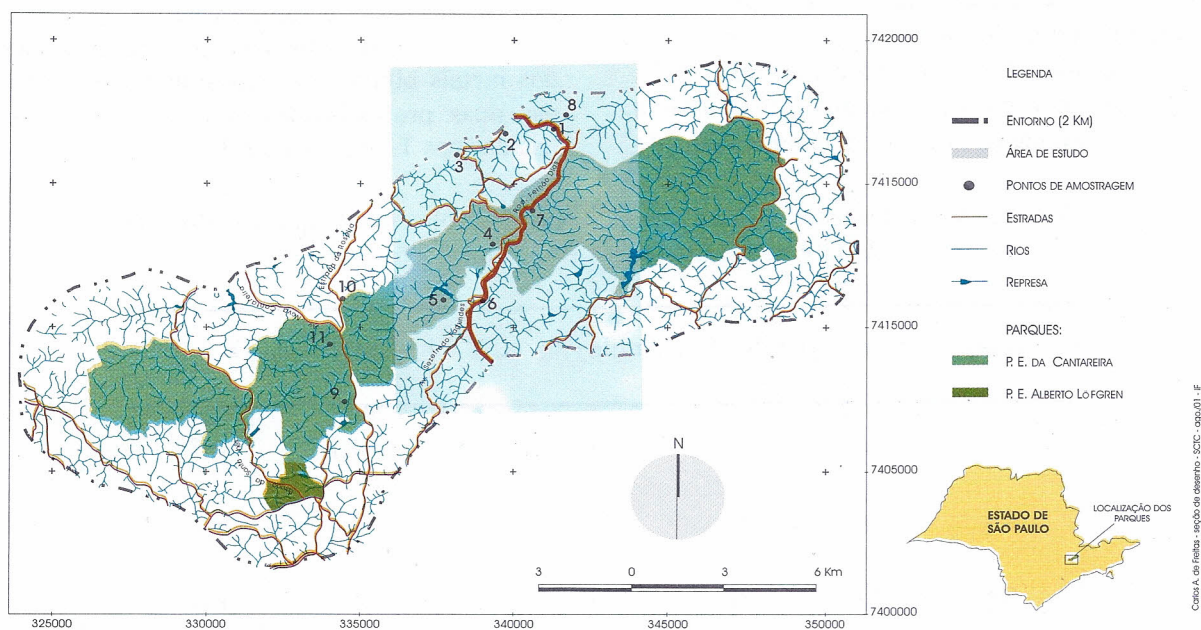 7420000
LEGENDA
ENTORNO (2 KM)
ÁREA DE ESTUDO
PONTOS DE AMOSTRAGEM
ESTRADAS
RIOS
REPRESA
PARQUES:
P. E. DA CANTAREIRA
P. E. ALBERTO LÖFGREN
8
1
2
3
7415000
Rod. Fernão Dias
7
4
10
5
6
7415000
11
9
N
7405000
ESTADO DE
SÃO PAULO
LOCALIZAÇÃO DOS
PARQUES
3
0
3
6 Km
7400000
325000
330000
335000
340000
345000
350000
Carlos A. de Freitas - seção de desenho - SCTC - ago/01 - IF